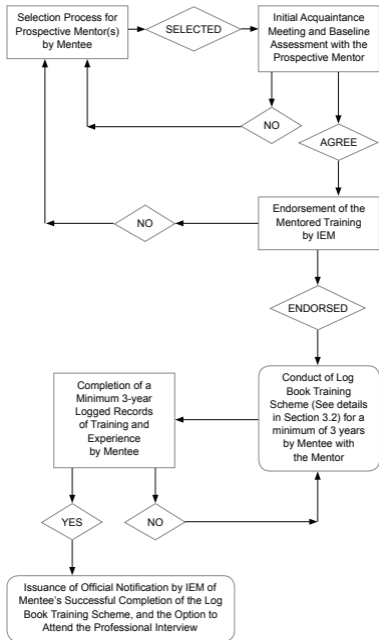 Selection Process for
Prospective Mentor(s)
by Mentee
SELECTED
Initial Acquaintance
Meeting and Baseline
Assessment with the
Prospective Mentor
NO
AGREE
NO
Endorsement of the
Mentored Training
by IEM
ENDORSED
Completion of a
Minimum 3-year
Logged Records
of Training and
Experience
by Mentee
Conduct of Log
Book Training
Scheme (See details
in Section 3.2) for a
minimum of 3 years
by Mentee with
the Mentor
YES
NO
Issuance of Official Notification by IEM of
Mentee's Successful Completion of the Log
Book Training Scheme, and the Option to
Attend the Professional Interview